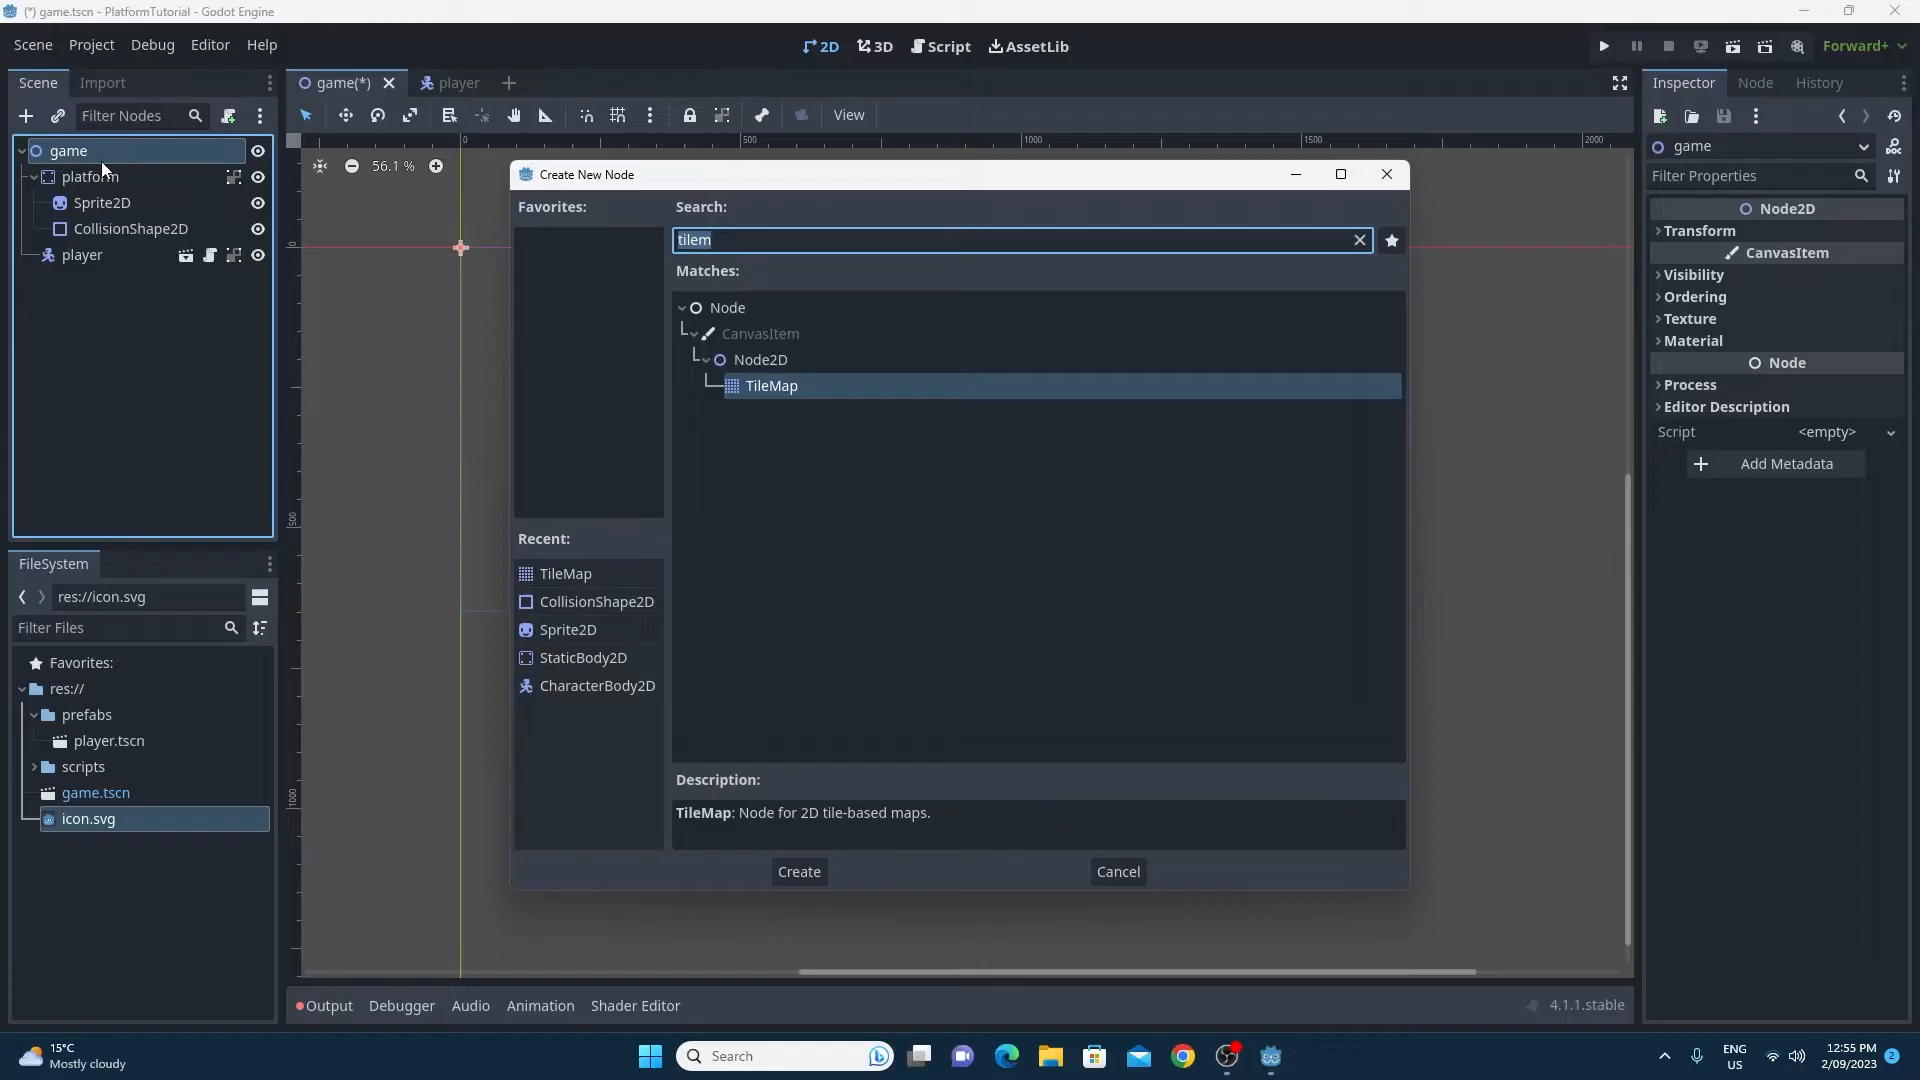 (*) game.tscn - PlatformTutorial - Godot Engine
Scene Project Debug Editor Help
2D 3D Script AssetLib
Forward+
Scene Import
game(*) player
Inspector Node History
Filter Nodes
View
game
platform
Sprite2D
CollisionShape2D
player
56.1 %
0 500 1000 1500 2000
0
500
1000
Create New Node
Favorites:
Search:
tilem
Matches:
Node
CanvasItem
Node2D
TileMap
Recent:
TileMap
CollisionShape2D
Sprite2D
StaticBody2D
CharacterBody2D
Description:
TileMap: Node for 2D tile-based maps.
Create Cancel
game
Filter Properties
Node2D
Transform
CanvasItem
Visibility
Ordering
Texture
Material
Node
Process
Editor Description
Script <empty>
Add Metadata
FileSystem
res://icon.svg
Filter Files
Favorites:
res://
prefabs
player.tscn
scripts
game.tscn
icon.svg
Output Debugger Audio Animation Shader Editor
4.1.1.stable
15°C
Mostly cloudy
Search
ENG
US
12:55 PM
2/09/2023
2